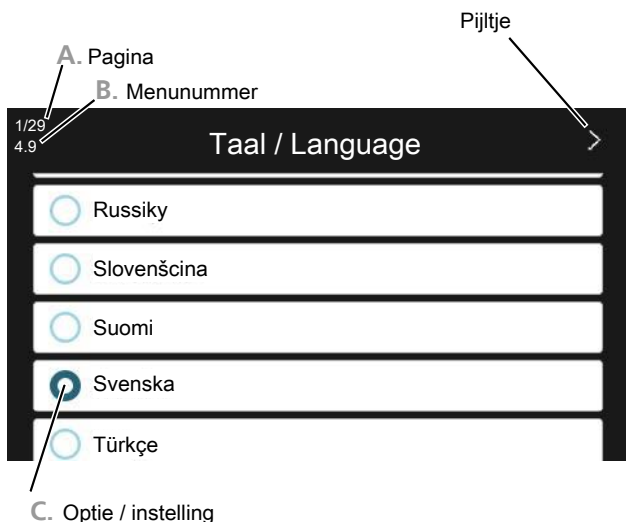 Pijltje
A. Pagina
B. Menunummer
1/29
4.9
Taal / Language
Russiky
Slovenšcina
Suomi
Svenska
Türkçe
C. Optie / instelling